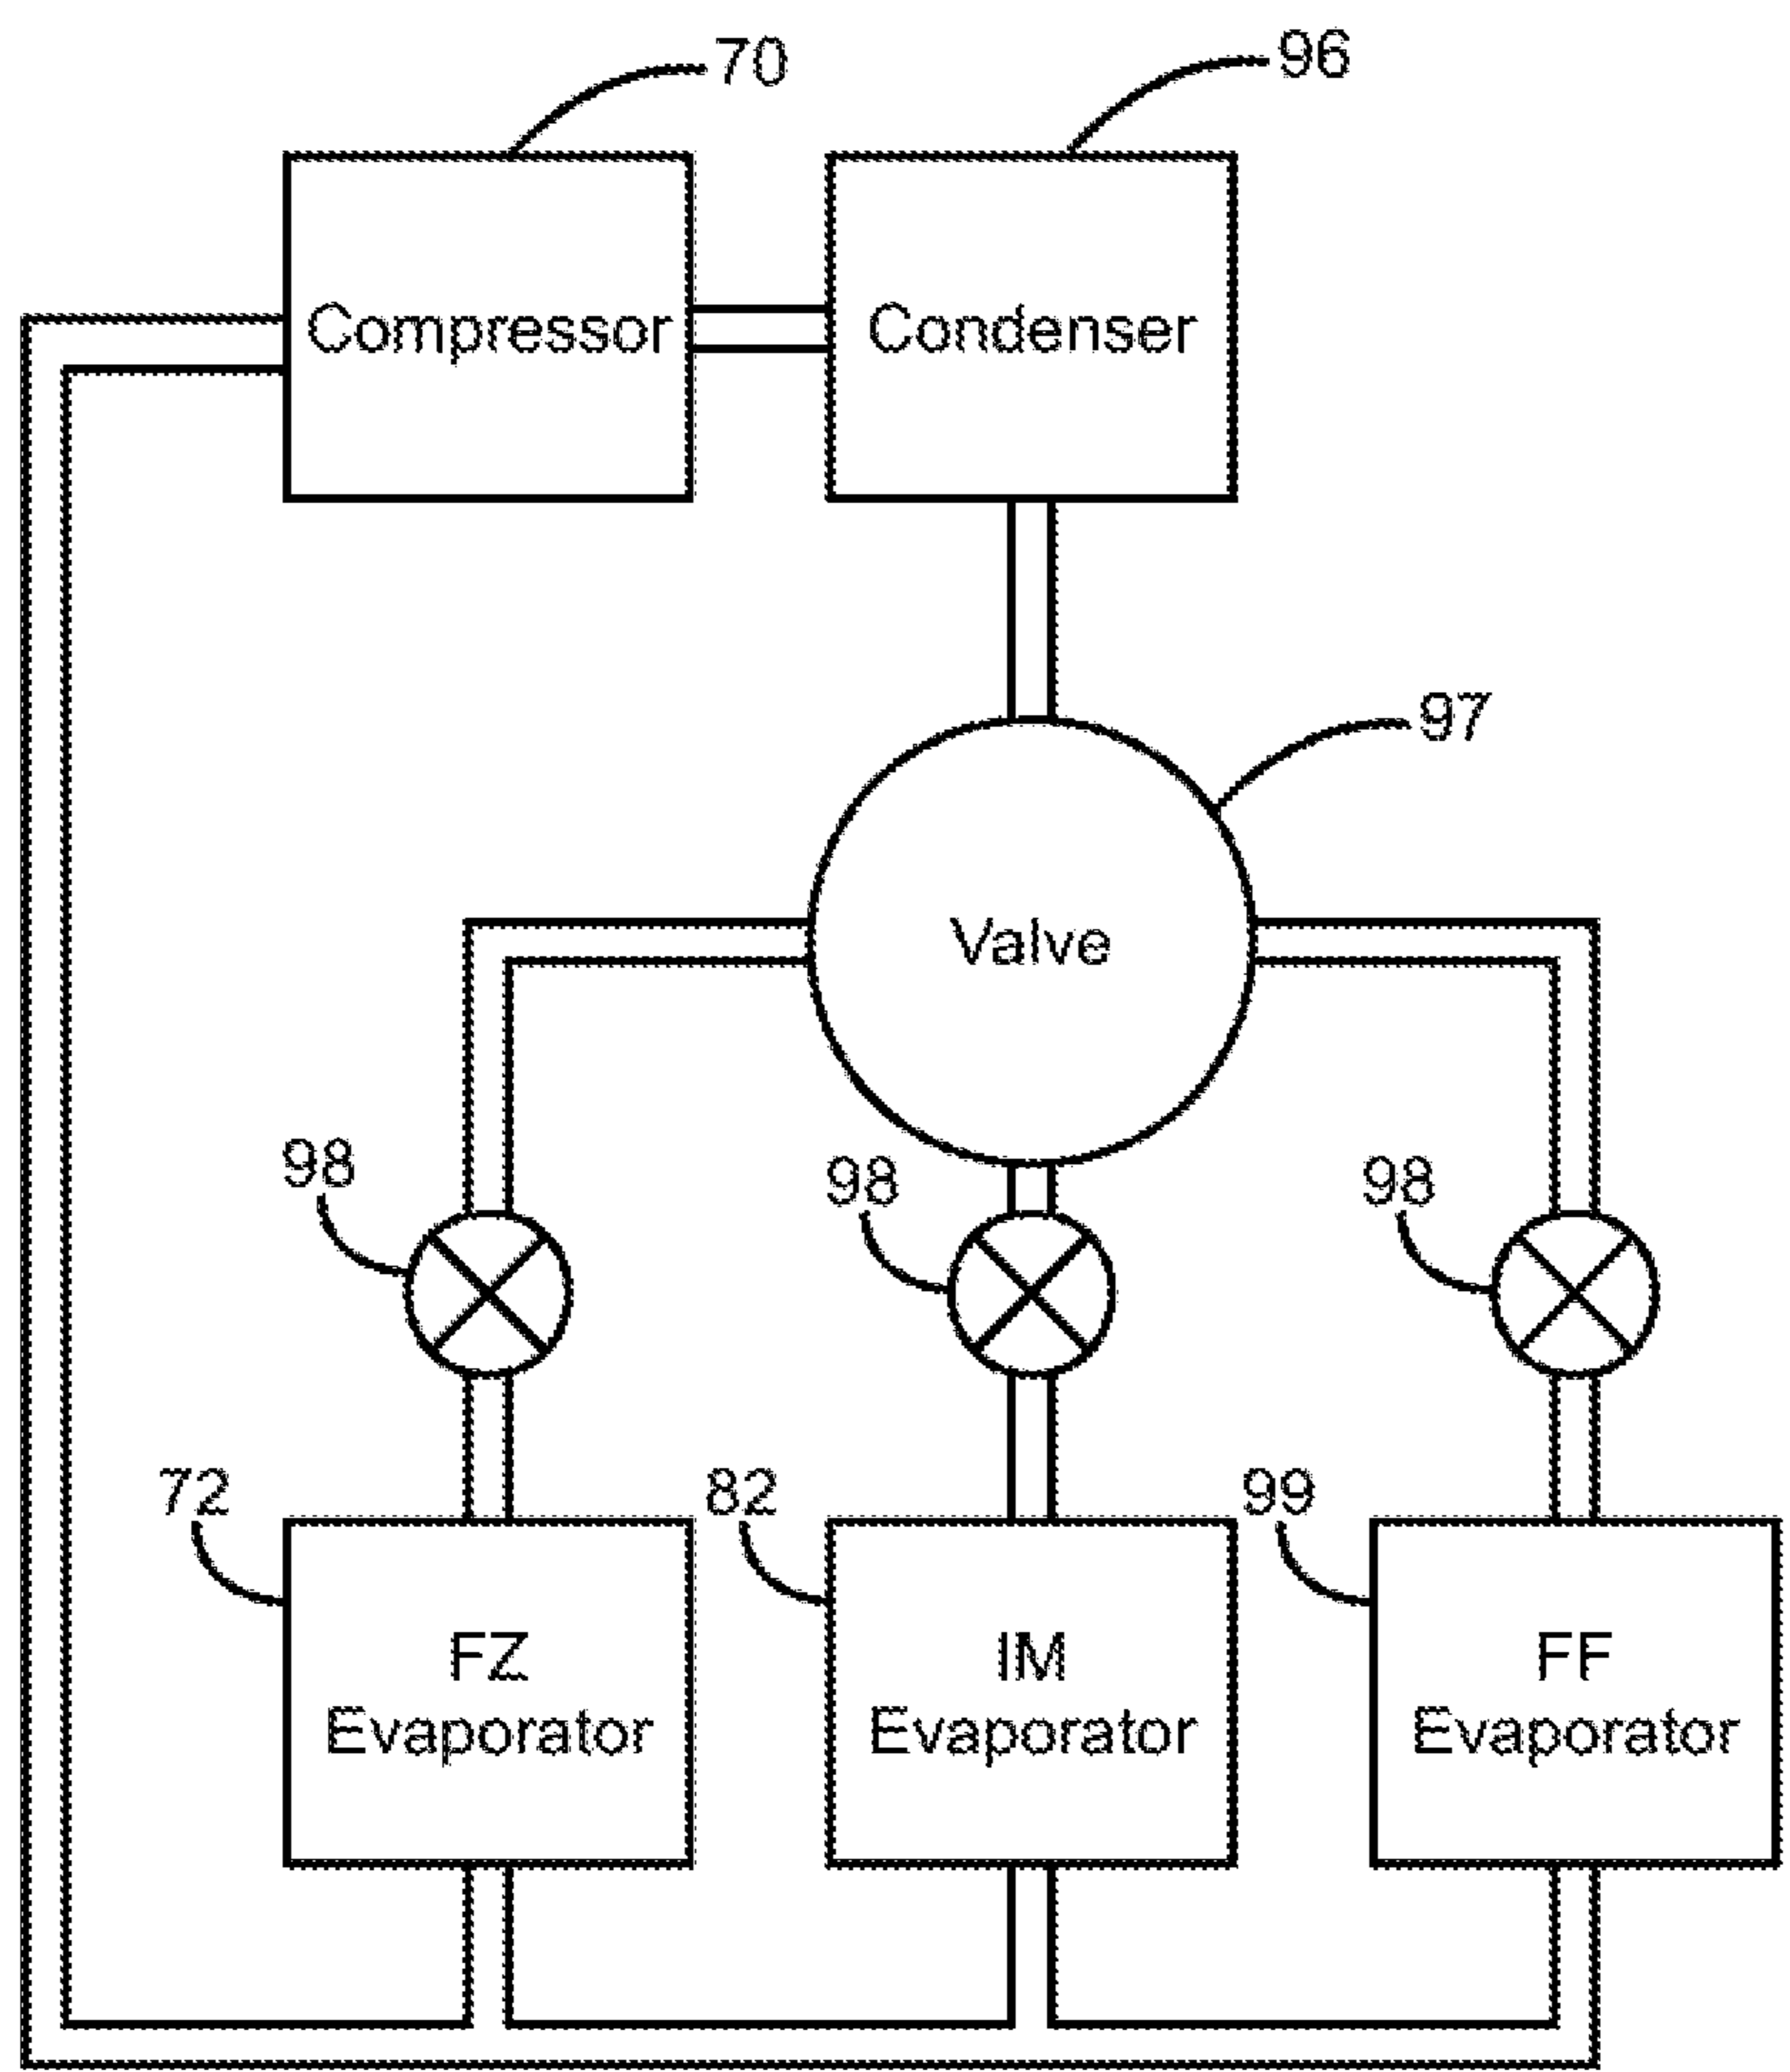 70
96
Compressor
Condenser
97
Valve
98
98
98
72
82
99
FZ
Evaporator
IM
Evaporator
FF
Evaporator